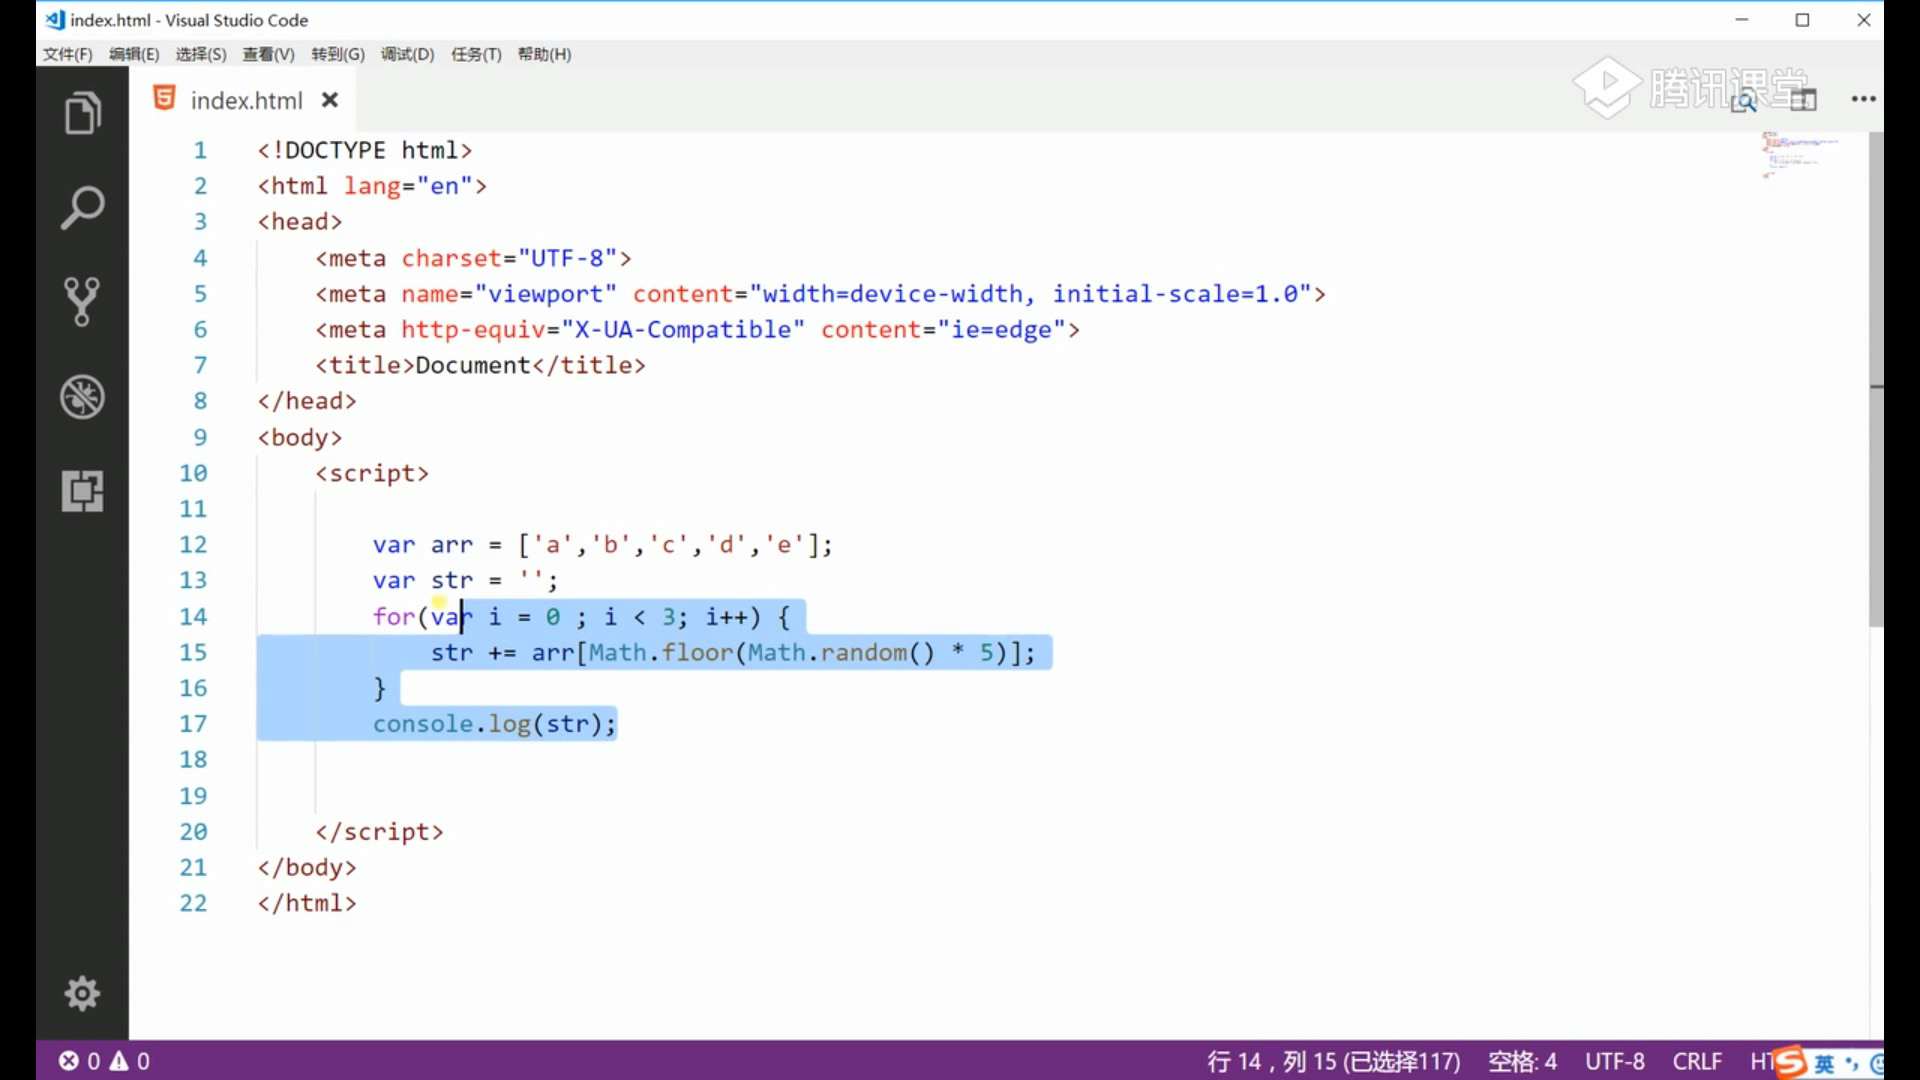 index.html - Visual Studio Code
文件(F) 编辑(E) 选择(S) 查看(V) 转到(G) 调试(D) 任务(T) 帮助(H)
index.html
腾讯课堂
1 <!DOCTYPE html>
2 <html lang="en">
3 <head>
4 <meta charset="UTF-8">
5 <meta name="viewport" content="width=device-width, initial-scale=1.0">
6 <meta http-equiv="X-UA-Compatible" content="ie=edge">
7 <title>Document</title>
8 </head>
9 <body>
10 <script>
11
12 var arr = ['a','b','c','d','e'];
13 var str = '';
14 for(var i = 0 ; i < 3; i++) {
15 str += arr[Math.floor(Math.random() * 5)];
16 }
17 console.log(str);
18
19
20 </script>
21 </body>
22 </html>
0 0 行 14，列 15 (已选择117) 空格: 4 UTF-8 CRLF HT 英